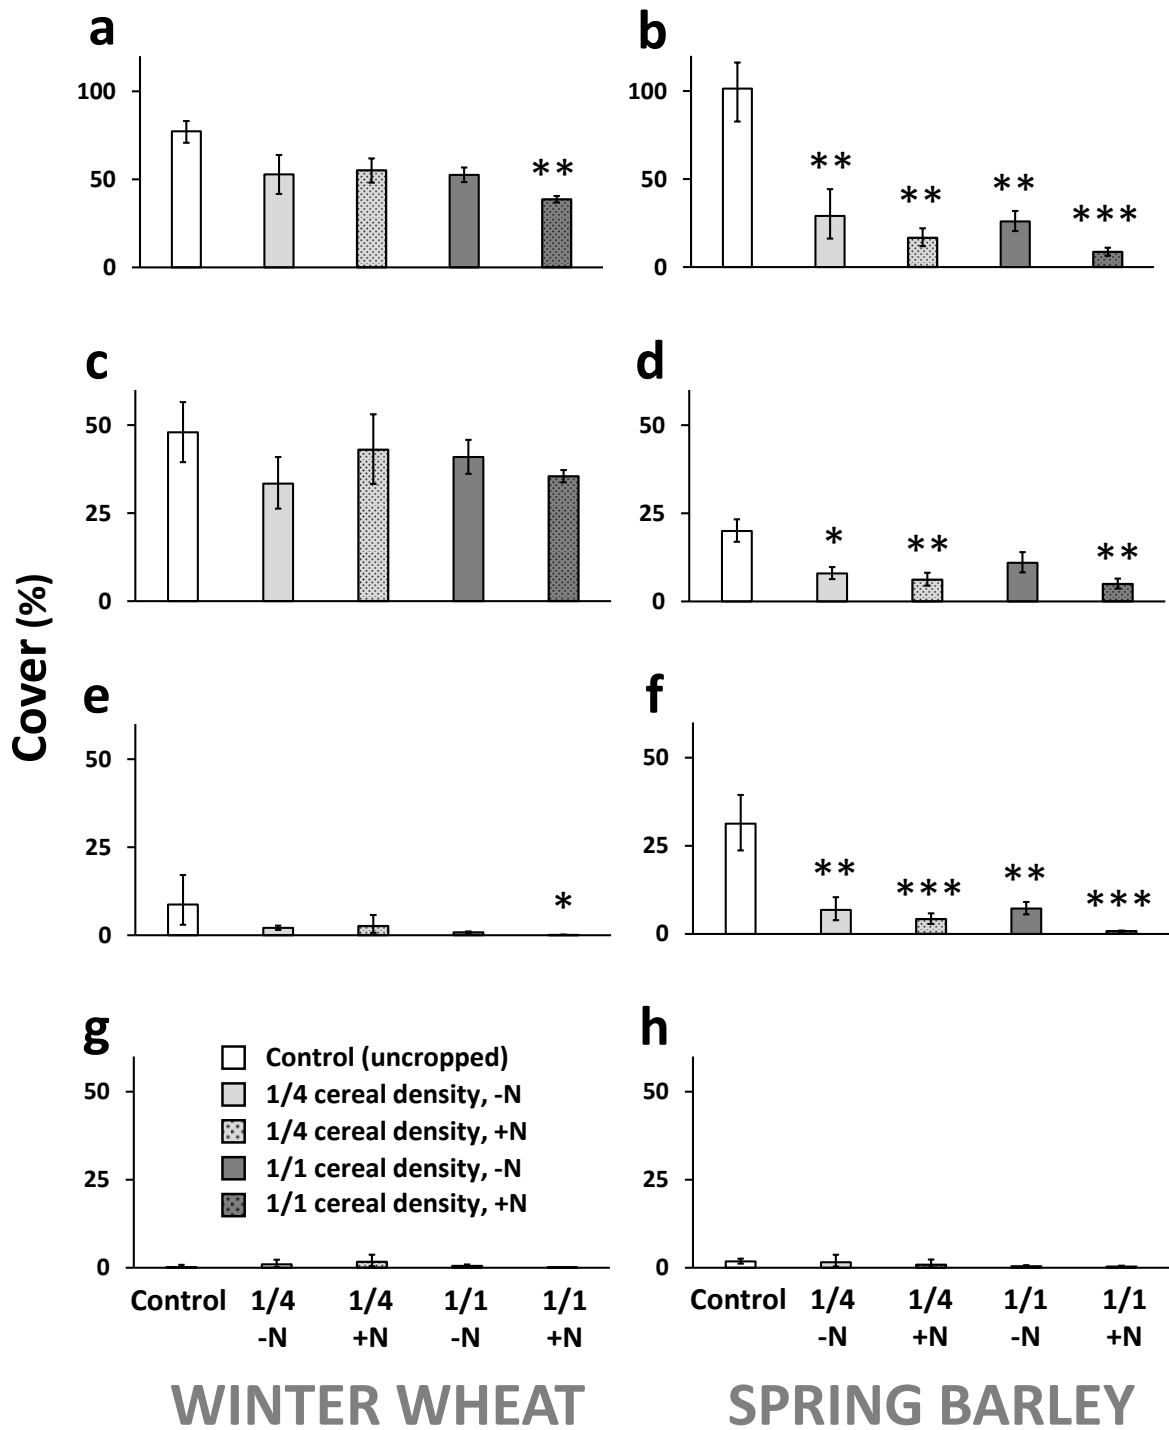 a
100
50
0
**
b
100
50
0
**
**
**
***
c
50
25
0
d
50
25
0
*
**
**
Cover (%)
e
50
25
0
*
f
50
25
0
**
***
**
***
g
50
25
0
Control (uncropped)
1/4 cereal density, -N
1/4 cereal density, +N
1/1 cereal density, -N
1/1 cereal density, +N
h
50
25
0
Control 1/4 1/4 1/1 1/1
-N +N -N +N
Control 1/4 1/4 1/1 1/1
-N +N -N +N
WINTER WHEAT
SPRING BARLEY